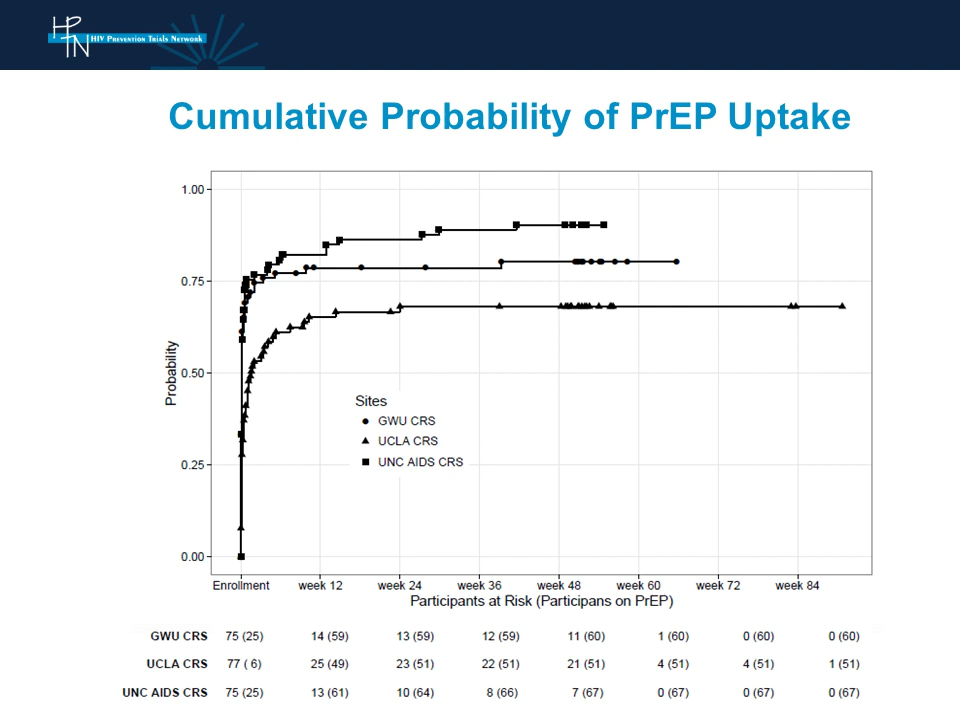 HPTN
HIV Prevention Trials Network
Cumulative Probability of PrEP Uptake
1.00
0.75
0.50
0.25
0.00
Probability
Sites
GWU CRS
UCLA CRS
UNC AIDS CRS
Enrollment week 12 week 24 week 36 week 48 week 60 week 72 week 84
Participants at Risk (Participans on PrEP)
GWU CRS 75 (25) 14 (59) 13 (59) 12 (59) 11 (60) 1 (60) 0 (60) 0 (60)
UCLA CRS 77 ( 6) 25 (49) 23 (51) 22 (51) 21 (51) 4 (51) 4 (51) 1 (51)
UNC AIDS CRS 75 (25) 13 (61) 10 (64) 8 (66) 7 (67) 0 (67) 0 (67) 0 (67)